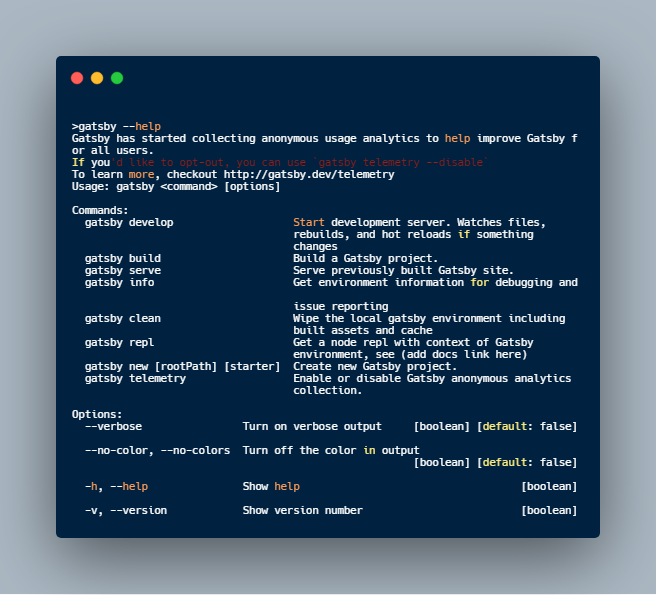 >gatsby --help
Gatsby has started collecting anonymous usage analytics to help improve Gatsby f
or all users.
If you'd like to opt-out, you can use `gatsby telemetry --disable`
To learn more, checkout http://gatsby.dev/telemetry
Usage: gatsby <command> [options]

Commands:
  gatsby develop                   Start development server. Watches files,
                                   rebuilds, and hot reloads if something
                                   changes
  gatsby build                     Build a Gatsby project.
  gatsby serve                     Serve previously built Gatsby site.
  gatsby info                      Get environment information for debugging and

                                   issue reporting
  gatsby clean                     Wipe the local gatsby environment including
                                   built assets and cache
  gatsby repl                      Get a node repl with context of Gatsby
                                   environment, see (add docs link here)
  gatsby new [rootPath] [starter]  Create new Gatsby project.
  gatsby telemetry                 Enable or disable Gatsby anonymous analytics
                                   collection.

Options:
  --verbose                Turn on verbose output     [boolean] [default: false]

  --no-color, --no-colors  Turn off the color in output
                                                      [boolean] [default: false]

  -h, --help               Show help                                   [boolean]

  -v, --version            Show version number                         [boolean]